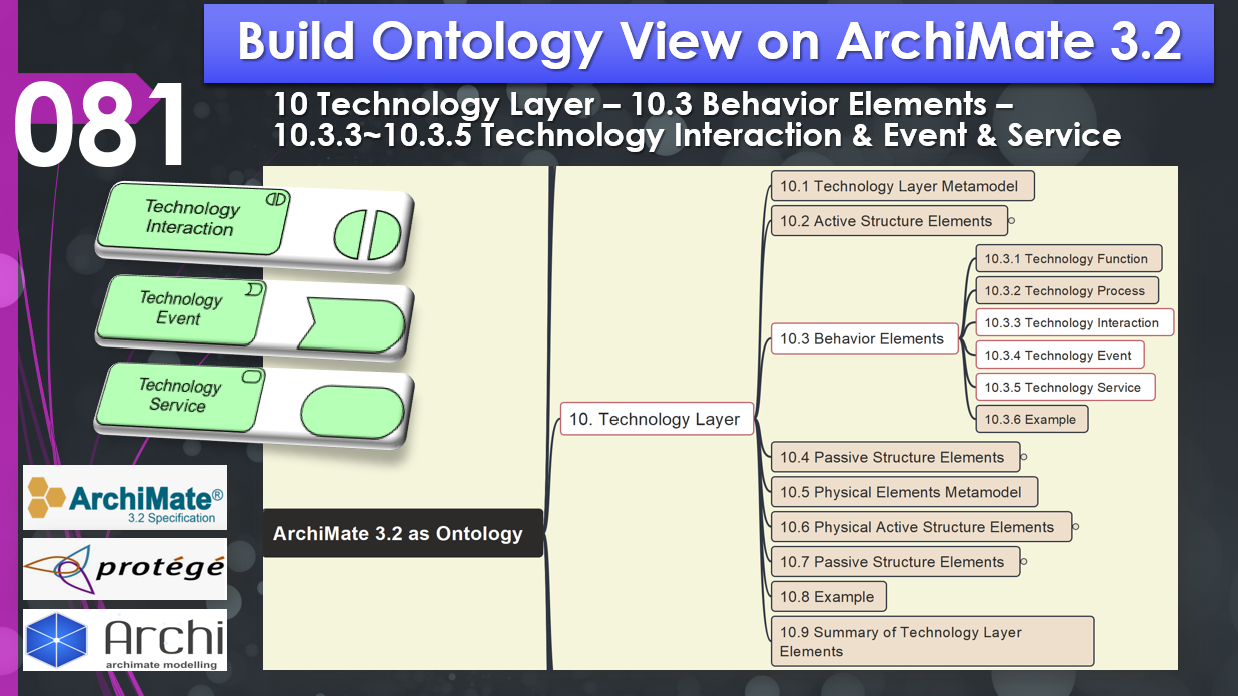 Build Ontology View on ArchiMate 3.2
081
10 Technology Layer – 10.3 Behavior Elements –
10.3.3~10.3.5 Technology Interaction & Event & Service
Technology
Interaction
Technology
Event
Technology
Service
ArchiMate®
3.2 Specification
protégé
Archi
archimate modelling
ArchiMate 3.2 as Ontology
10. Technology Layer
10.1 Technology Layer Metamodel
10.2 Active Structure Elements
10.3 Behavior Elements
10.3.1 Technology Function
10.3.2 Technology Process
10.3.3 Technology Interaction
10.3.4 Technology Event
10.3.5 Technology Service
10.3.6 Example
10.4 Passive Structure Elements
10.5 Physical Elements Metamodel
10.6 Physical Active Structure Elements
10.7 Passive Structure Elements
10.8 Example
10.9 Summary of Technology Layer
Elements